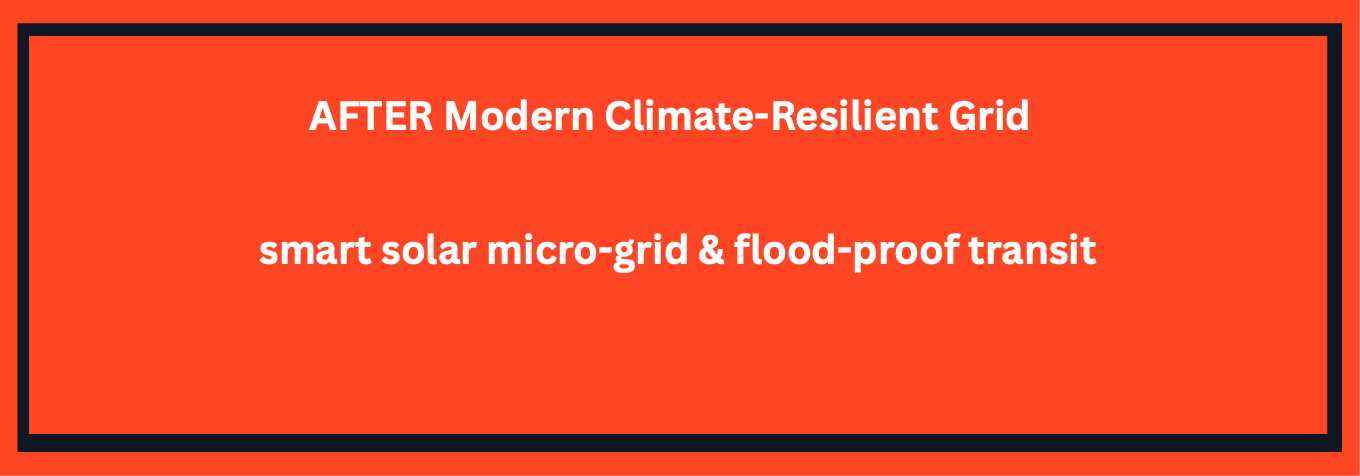 AFTER Modern Climate-Resilient Grid
smart solar micro-grid & flood-proof transit